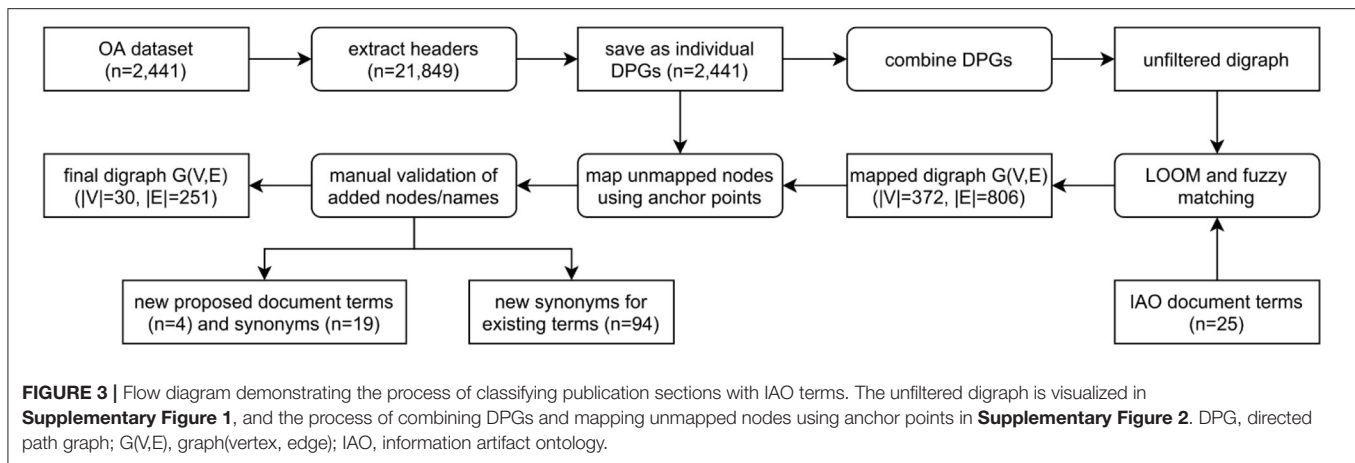 OA dataset
(n=2,441)
extract headers
(n=21,849)
save as individual
DPGs (n=2,441)
combine DPGs
unfiltered digraph
final digraph G(V,E)
(|V|=30, |E|=251)
manual validation of
added nodes/names
map unmapped nodes
using anchor points
mapped digraph G(V,E)
(|V|=372, |E|=806)
LOOM and fuzzy
matching
new proposed document terms
(n=4) and synonyms (n=19)
new synonyms for
existing terms (n=94)
IAO document terms
(n=25)
FIGURE 3 | Flow diagram demonstrating the process of classifying publication sections with IAO terms. The unfiltered digraph is visualized in
Supplementary Figure 1, and the process of combining DPGs and mapping unmapped nodes using anchor points in Supplementary Figure 2. DPG, directed
path graph; G(V,E), graph(vertex, edge); IAO, information artifact ontology.